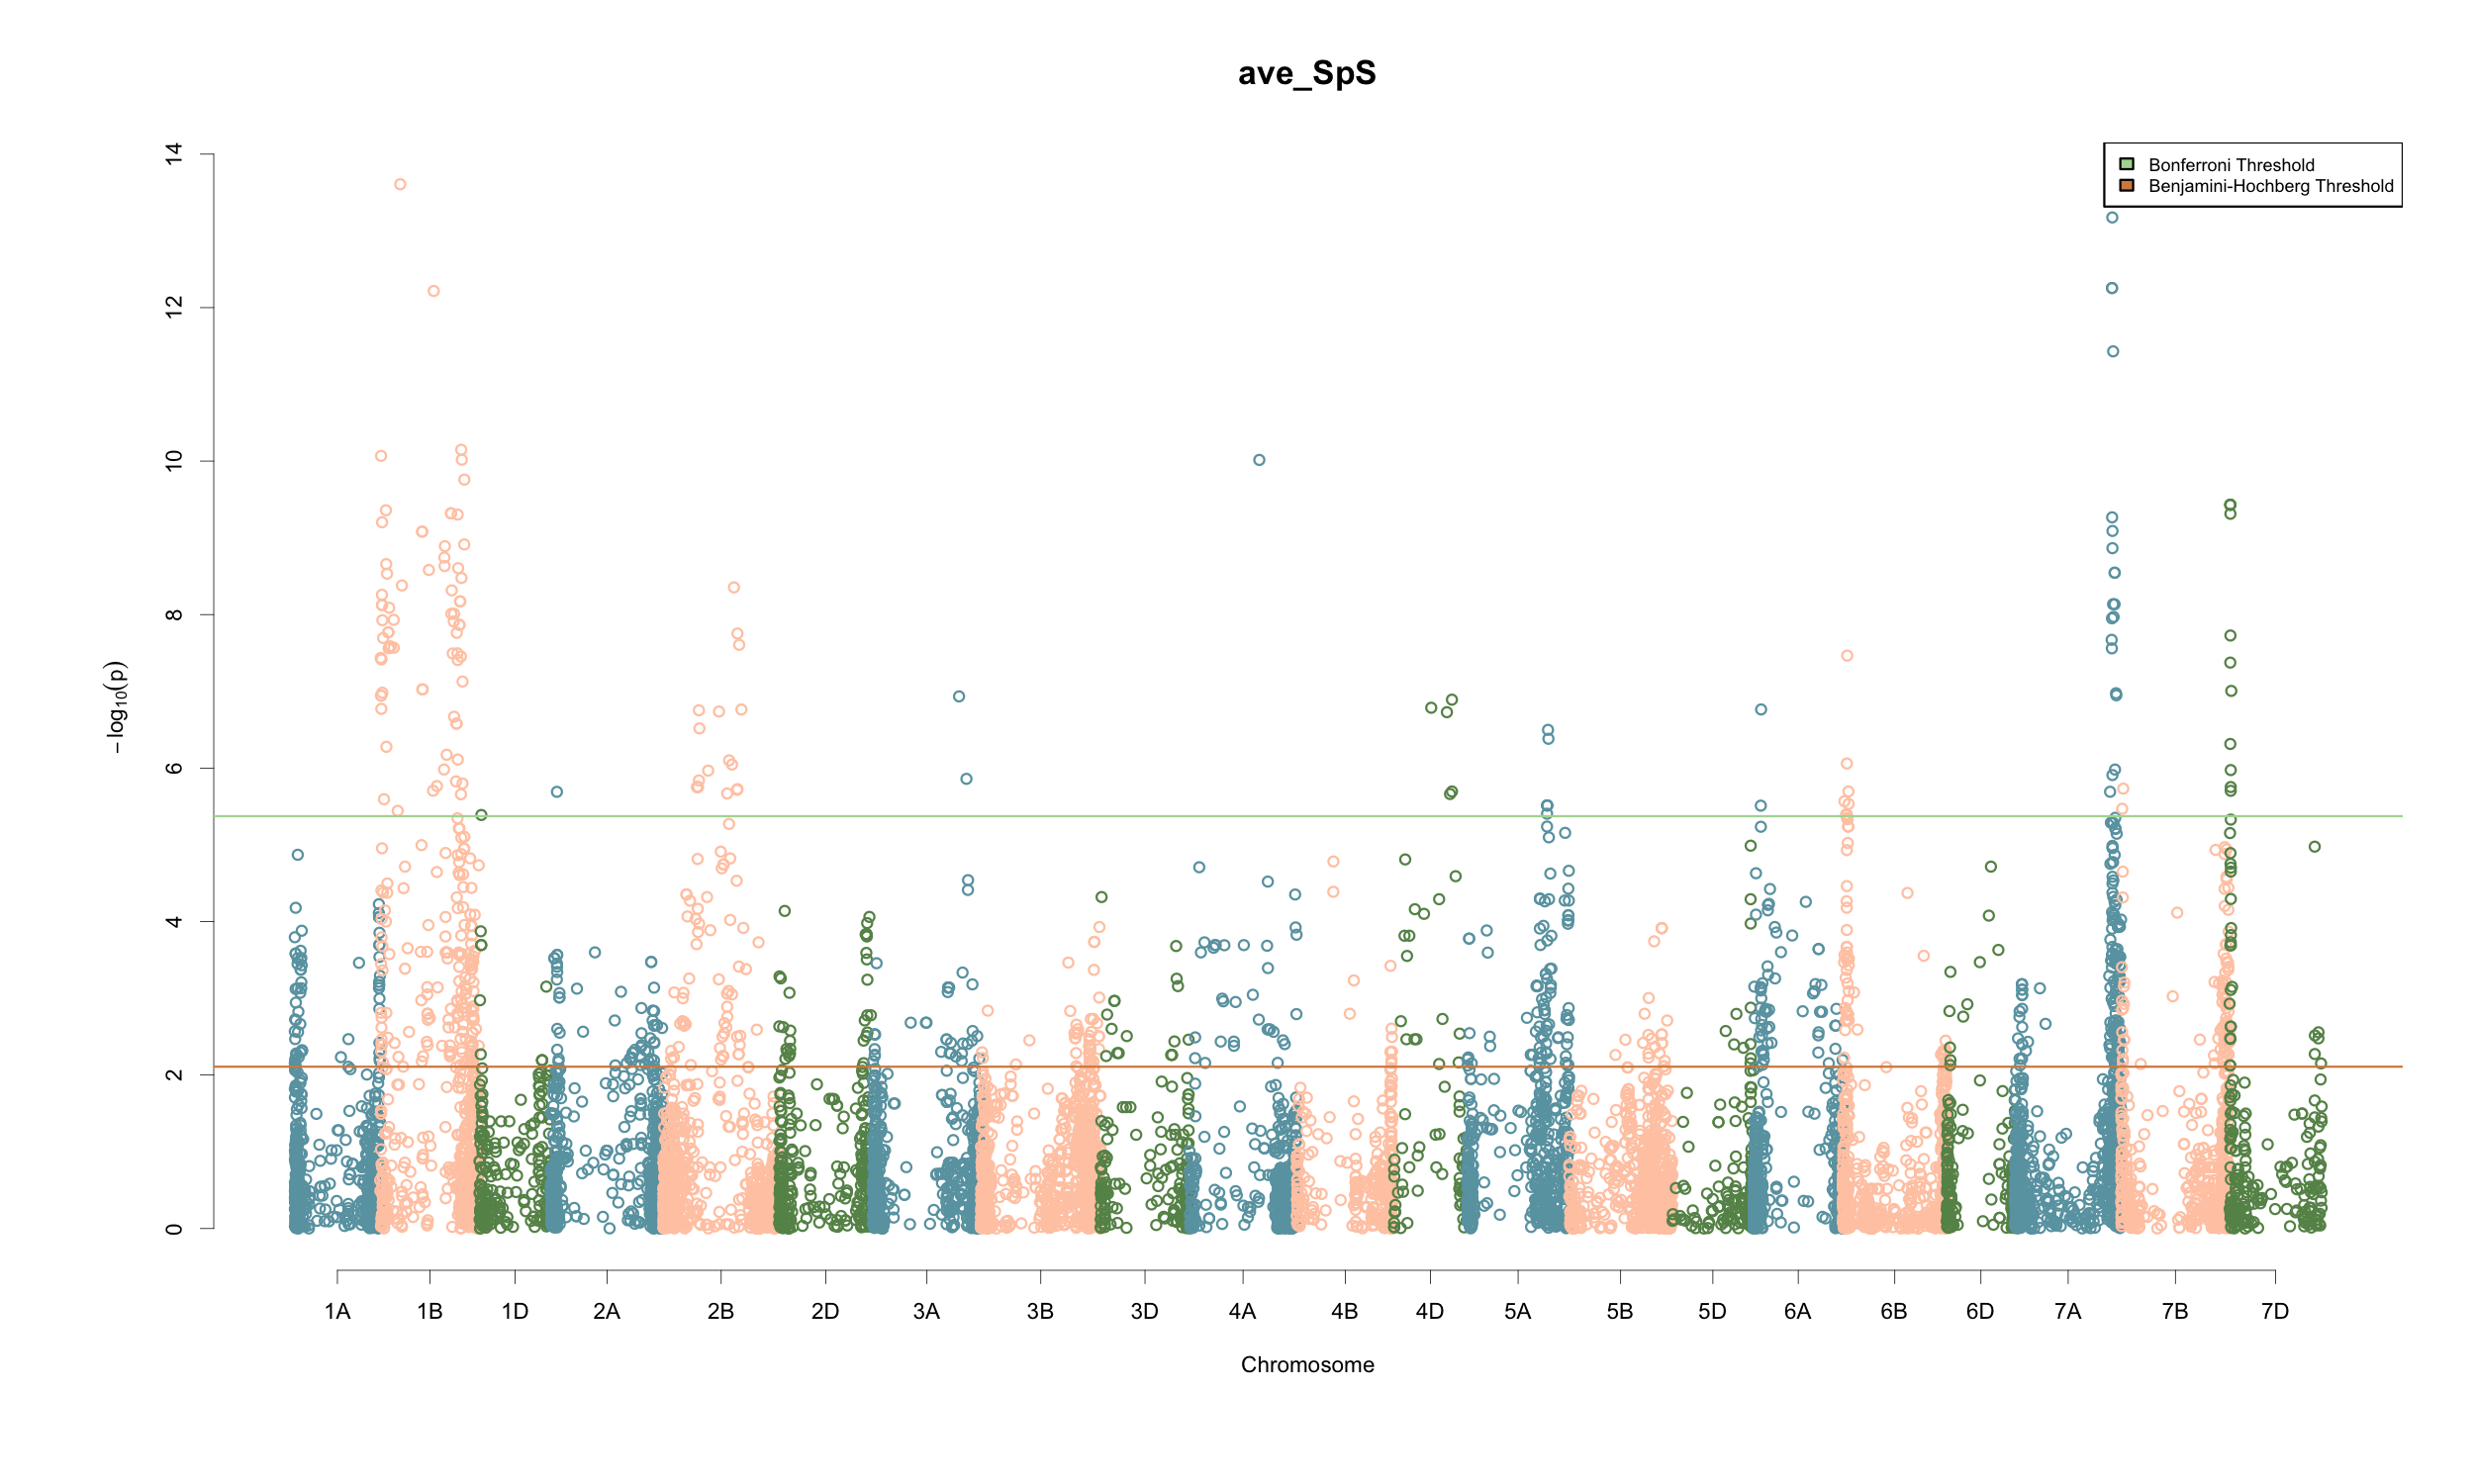 ave_SpS
Bonferroni Threshold
Benjamini-Hochberg Threshold
14
12
10
8
6
4
2
0
−log10(p)
1A 1B 1D 2A 2B 2D 3A 3B 3D 4A 4B 4D 5A 5B 5D 6A 6B 6D 7A 7B 7D
Chromosome